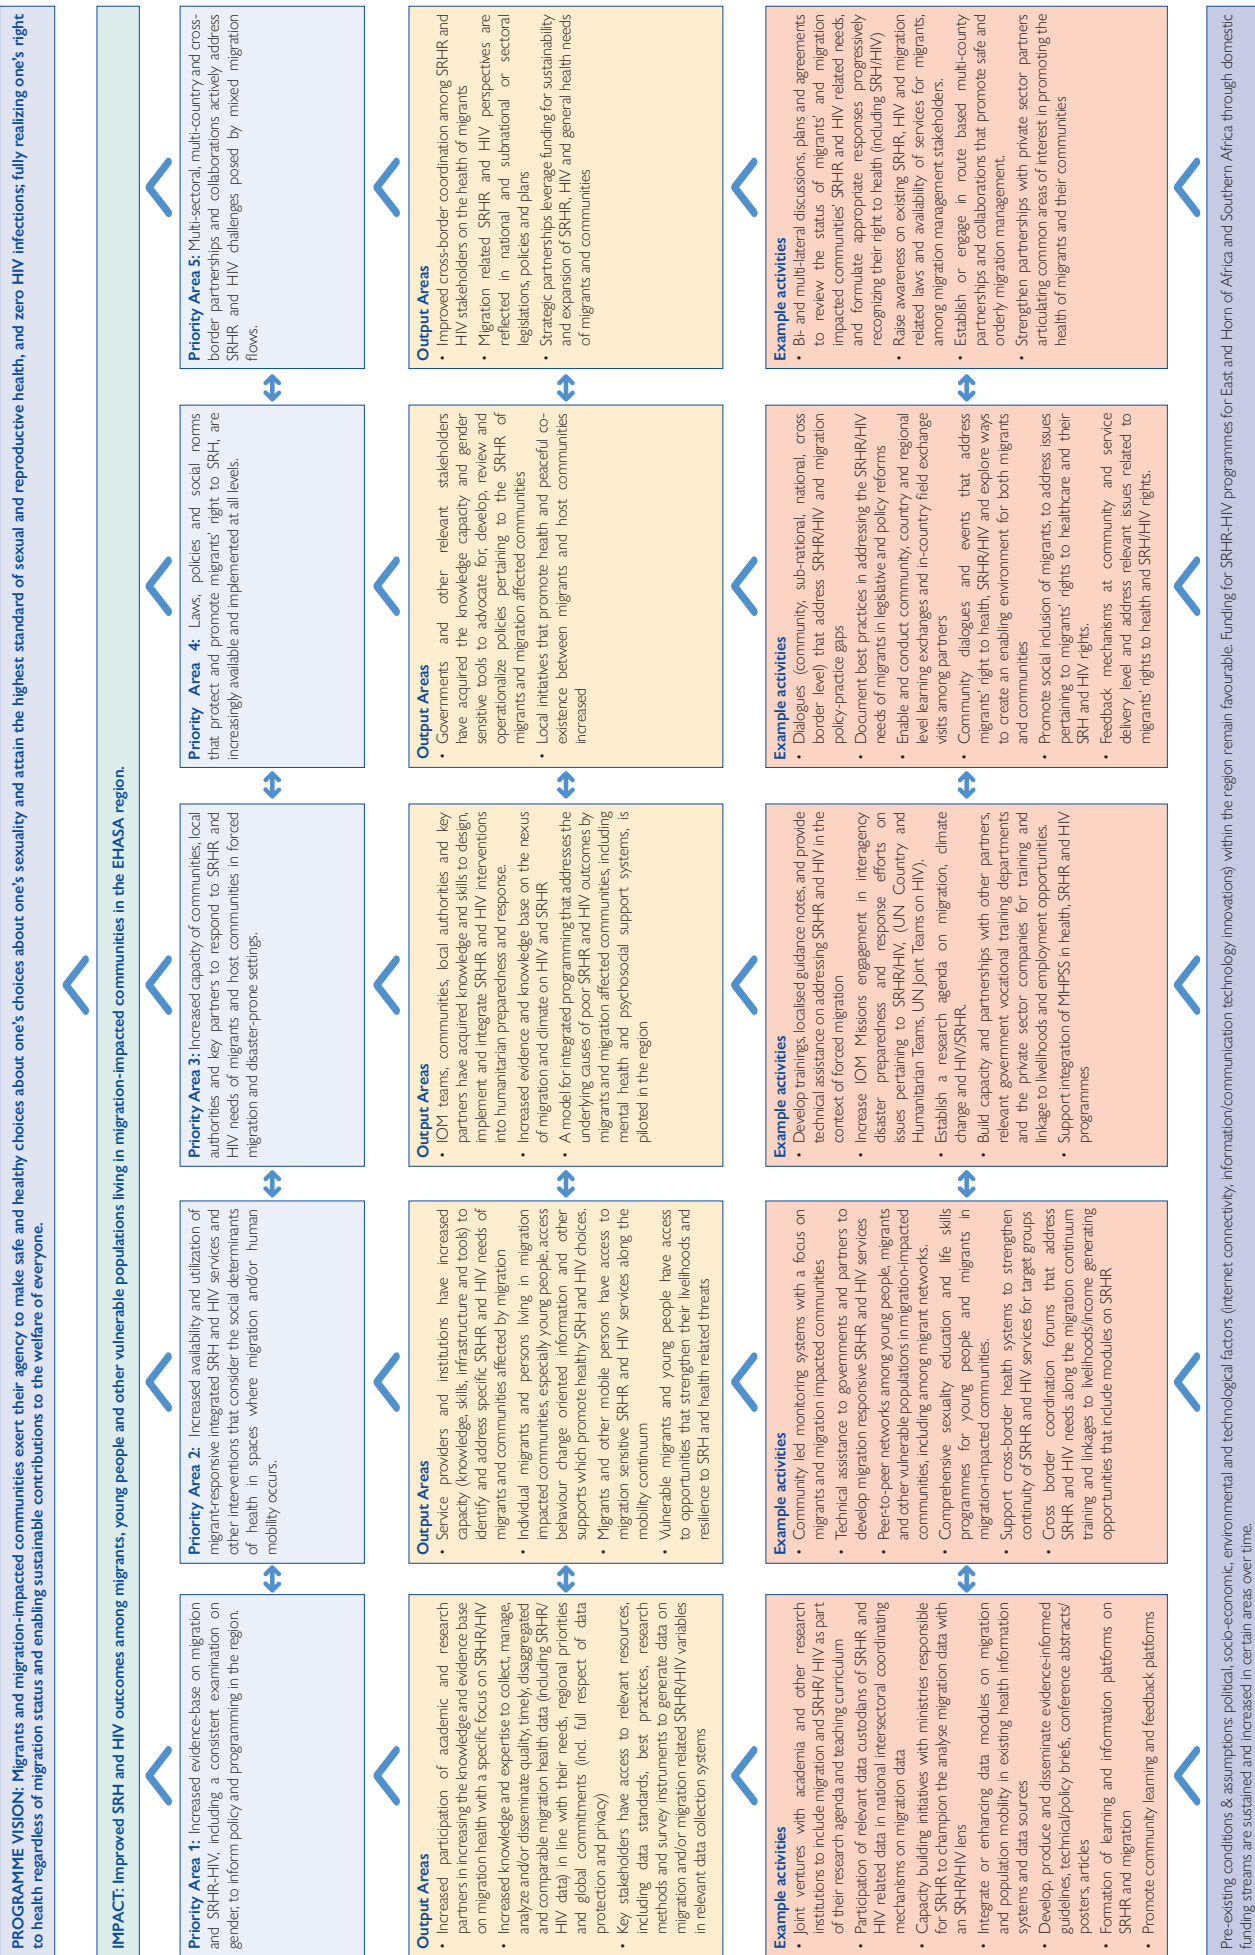 PROGRAMME VISION: Migrants and migration-impacted communities exert their agency to make safe and healthy choices about one's choices about one's sexuality and attain the highest standard of sexual and reproductive health, and zero HIV infections; fully realizing one's right
to health regardless of migration status and enabling sustainable contributions to the welfare of everyone.
IMPACT: Improved SRH and HIV outcomes among migrants, young people and other vulnerable populations living in migration-impacted communities in the EHASA region.
Priority Area 1: Increased evidence-base on migration
and SRHR-HIV, including a consistent examination on
gender, to inform policy and programming in the region.
Output Areas
• Increased participation of academic and research
partners in increasing the knowledge and evidence base
on migration health with a specific focus on SRHR/HIV
• Increased knowledge and expertise to collect, manage,
analyze and/or disseminate quality, timely, disaggregated
and comparable migration health data (including SRHR/
HIV data) in line with their needs, regional priorities
and global commitments (incl. full respect of data
protection and privacy)
• Key stakeholders have access to relevant resources,
including data standards, best practices, research
methods and survey instruments to generate data on
migration and/or migration related SRHR/HIV variables
in relevant data collection systems
Example activities
• Joint ventures with academia and other research
institutions to include migration and SRHR/ HIV as part
of their research agenda and teaching curriculum
• Participation of relevant data custodians of SRHR and
HIV related data in national intersectoral coordinating
mechanisms on migration data
• Capacity building initiatives with ministries responsible
for SRHR to champion the analyse migration data with
an SRHR/HIV lens
• Integrate or enhancing data modules on migration
and population mobility in existing health information
systems and data sources
• Develop, produce and disseminate evidence-informed
guidelines, technical/policy briefs, conference abstracts/
posters, articles
• Formation of learning and information platforms on
SRHR and migration
• Promote community learning and feedback platforms
Priority Area 2: Increased availability and utilization of
migrant-responsive integrated SRH and HIV services and
other interventions that consider the social determinants
of health in spaces where migration and/or human
mobility occurs.
Output Areas
• Service providers and institutions have increased
capacity (knowledge, skills, infrastructure and tools) to
identify and address specific SRHR and HIV needs of
migrants and communities affected by migration
• Individual migrants and persons living in migration
impacted communities, especially young people, access
behaviour change oriented information and other
supports which promote healthy SRH and HIV choices.
• Migrants and other mobile persons have access to
migration sensitive SRHR and HIV services along the
mobility continuum
• Vulnerable migrants and young people have access
to opportunities that strengthen their livelihoods and
resilience to SRH and health related threats
Example activities
• Community led monitoring systems with a focus on
migrants and migration impacted communities
• Technical assistance to governments and partners to
develop migration responsive SRHR and HIV services
• Peer-to-peer networks among young people, migrants
and other vulnerable populations in migration-impacted
communities, including among migrant networks.
• Comprehensive sexuality education and life skills
programmes for young people and migrants in
migration-impacted communities.
• Support cross-border health systems to strengthen
continuity of SRHR and HIV services for target groups
• Cross border coordination forums that address
SRHR and HIV needs along the migration continuum
training and linkages to livelihoods/income generating
opportunities that include modules on SRHR
Priority Area 3: Increased capacity of communities, local
authorities and key partners to respond to SRHR and
HIV needs of migrants and host communities in forced
migration and disaster-prone settings.
Output Areas
• IOM teams, communities, local authorities and key
partners have acquired knowledge and skills to design,
implement and integrate SRHR and HIV interventions
into humanitarian preparedness and response.
• Increased evidence and knowledge base on the nexus
of migration and climate on HIV and SRHR
• A model for integrated programming that addresses the
underlying causes of poor SRHR and HIV outcomes by
migrants and migration affected communities, including
mental health and psychosocial support systems, is
piloted in the region
Example activities
• Develop trainings, localised guidance notes, and provide
technical assistance on addressing SRHR and HIV in the
context of forced migration
• Increase IOM Missions engagement in interagency
disaster preparedness and response efforts on
issues pertaining to SRHR/HIV, (UN Country and
Humanitarian Teams, UN Joint Teams on HIV).
• Establish a research agenda on migration, climate
change and HIV/SRHR.
• Build capacity and partnerships with other partners,
relevant government vocational training departments
and the private sector companies for training and
linkage to livelihoods and employment opportunities.
• Support integration of MHPSS in health, SRHR and HIV
programmes
Priority Area 4: Laws, policies and social norms
that protect and promote migrants' right to SRH, are
increasingly available and implemented at all levels.
Output Areas
• Governments and other relevant stakeholders
have acquired the knowledge capacity and gender
sensitive tools to advocate for, develop, review and
operationalize policies pertaining to the SRHR of
migrants and migration affected communities
• Local initiatives that promote health and peaceful co-
existence between migrants and host communities
increased
Example activities
• Dialogues (community, sub-national, national, cross
border level) that address SRHR/HIV and migration
policy-practice gaps
• Document best practices in addressing the SRHR/HIV
needs of migrants in legislative and policy reforms
• Enable and conduct community, country and regional
level learning exchanges and in-country field exchange
visits among partners
• Community dialogues and events that address
migrants' right to health, SRHR/HIV and explore ways
to create an enabling environment for both migrants
and communities
• Promote social inclusion of migrants, to address issues
pertaining to migrants' rights to healthcare and their
SRH and HIV rights.
• Feedback mechanisms at community and service
delivery level and address relevant issues related to
migrants' rights to health and SRH/HIV rights.
Priority Area 5: Multi-sectoral, multi-country and cross-
border partnerships and collaborations actively address
SRHR and HIV challenges posed by mixed migration
flows.
Output Areas
• Improved cross-border coordination among SRHR and
HIV stakeholders on the health of migrants
• Migration related SRHR and HIV perspectives are
reflected in national and subnational or sectoral
legislations, policies and plans
• Strategic partnerships leverage funding for sustainability
and expansion of SRHR, HIV and general health needs
of migrants and communities
Example activities
• Bi- and multi-lateral discussions, plans and agreements
to review the status of migrants' and migration
impacted communities' SRHR and HIV related needs,
and formulate appropriate responses progressively
recognizing their right to health (including SRH/HIV)
• Raise awareness on existing SRHR, HIV and migration
related laws and availability of services for migrants,
among migration management stakeholders.
• Establish or engage in route based multi-county
partnerships and collaborations that promote safe and
orderly migration management.
• Strengthen partnerships with private sector partners
articulating common areas of interest in promoting the
health of migrants and their communities
Pre-existing conditions & assumptions: political, socio-economic, environmental and technological factors (internet connectivity, information/communication technology innovations) within the region remain favourable. Funding for SRHR-HIV programmes for East and Horn of Africa and Southern Africa through domestic
funding streams are sustained and increased in certain areas over time.